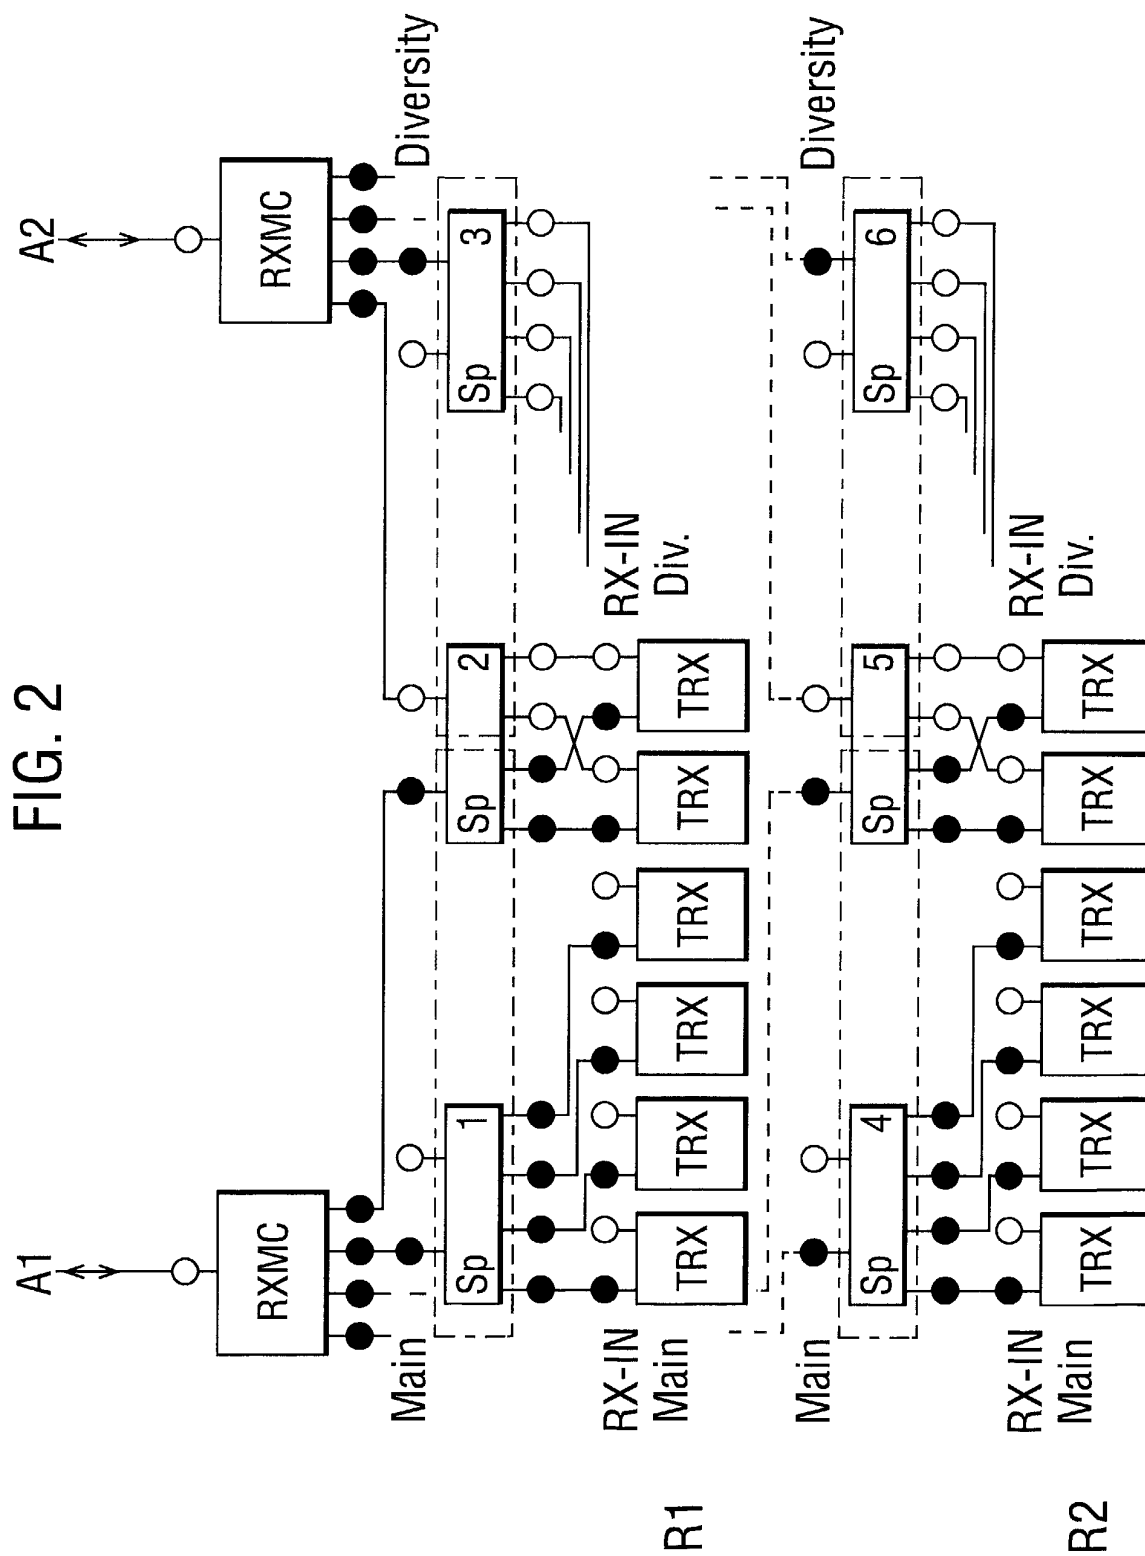 FIG. 2
A1
A2
RXMC
RXMC
Main
Diversity
Sp 1
Sp 2
Sp 3
RX-IN
Main
TRX
TRX
TRX
TRX
TRX
TRX
RX-IN
Div.
R1
Main
Diversity
Sp 4
Sp 5
Sp 6
RX-IN
Main
TRX
TRX
TRX
TRX
TRX
TRX
RX-IN
Div.
R2